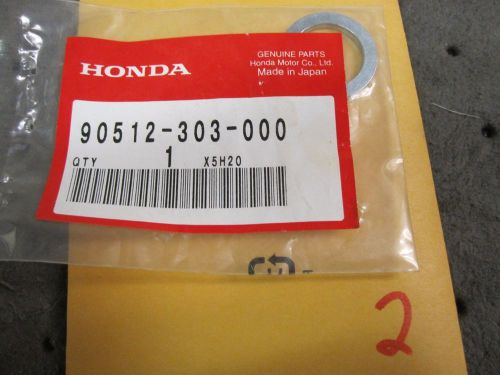 HONDA
GENUINE PARTS
Honda Motor Co., Ltd.
Made in Japan
90512-303-000
QTY 1 X5H20
2